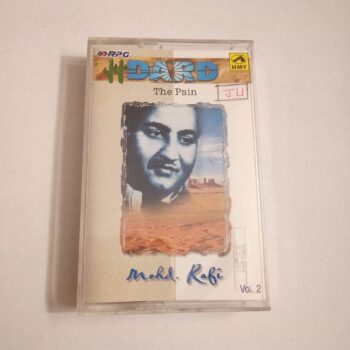 RPG
HMV
DARD
The Pain
JU
Mohd. Rafi
Vol. 2